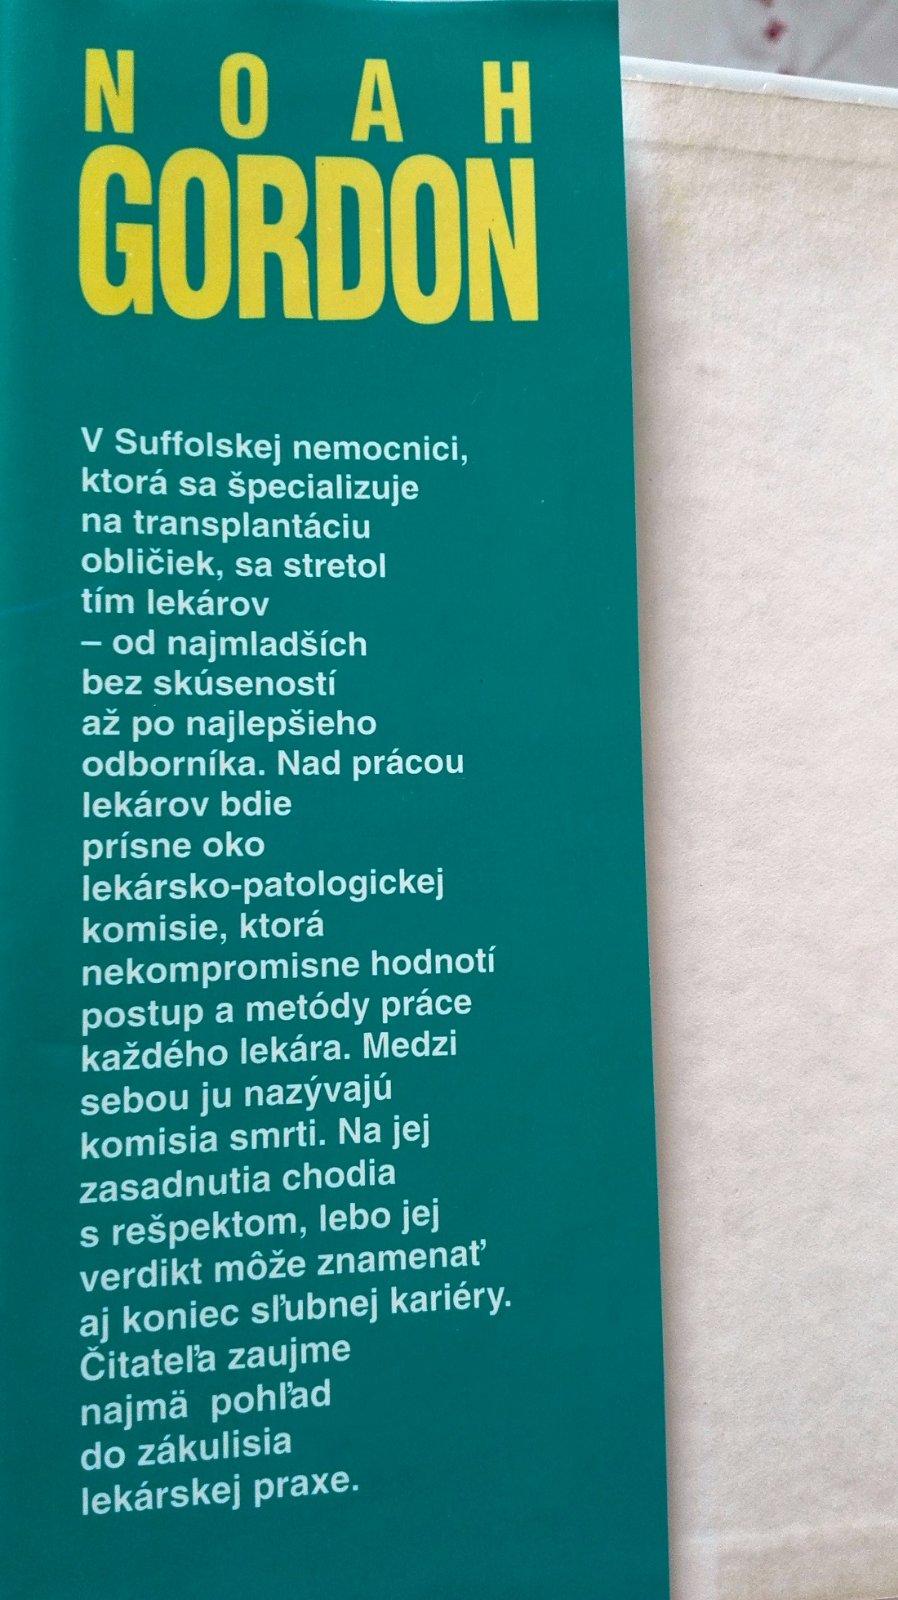 NOAH
GORDON
V Suffolskej nemocnici,
ktorá sa špecializuje
na transplantáciu
obličiek, sa stretol
tím lekárov
– od najmladších
bez skúseností
až po najlepšieho
odborníka. Nad prácou
lekárov bdie
prísne oko
lekársko-patologickej
komisie, ktorá
nekompromisne hodnotí
postup a metódy práce
každého lekára. Medzi
sebou ju nazývajú
komisia smrti. Na jej
zasadnutia chodia
s rešpektom, lebo jej
verdikt môže znamenať
aj koniec sľubnej kariéry.
Čitateľa zaujme
najmä pohľad
do zákulisia
lekárskej praxe.